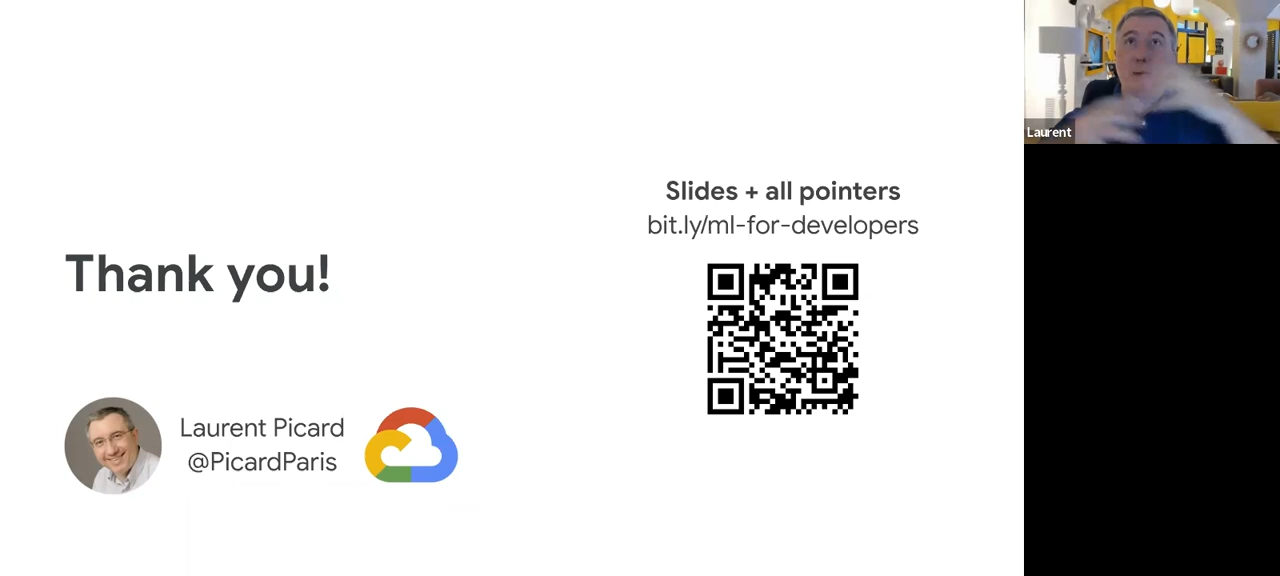 Slides + all pointers
bit.ly/ml-for-developers
Thank you!
Laurent Picard
@PicardParis
Laurent